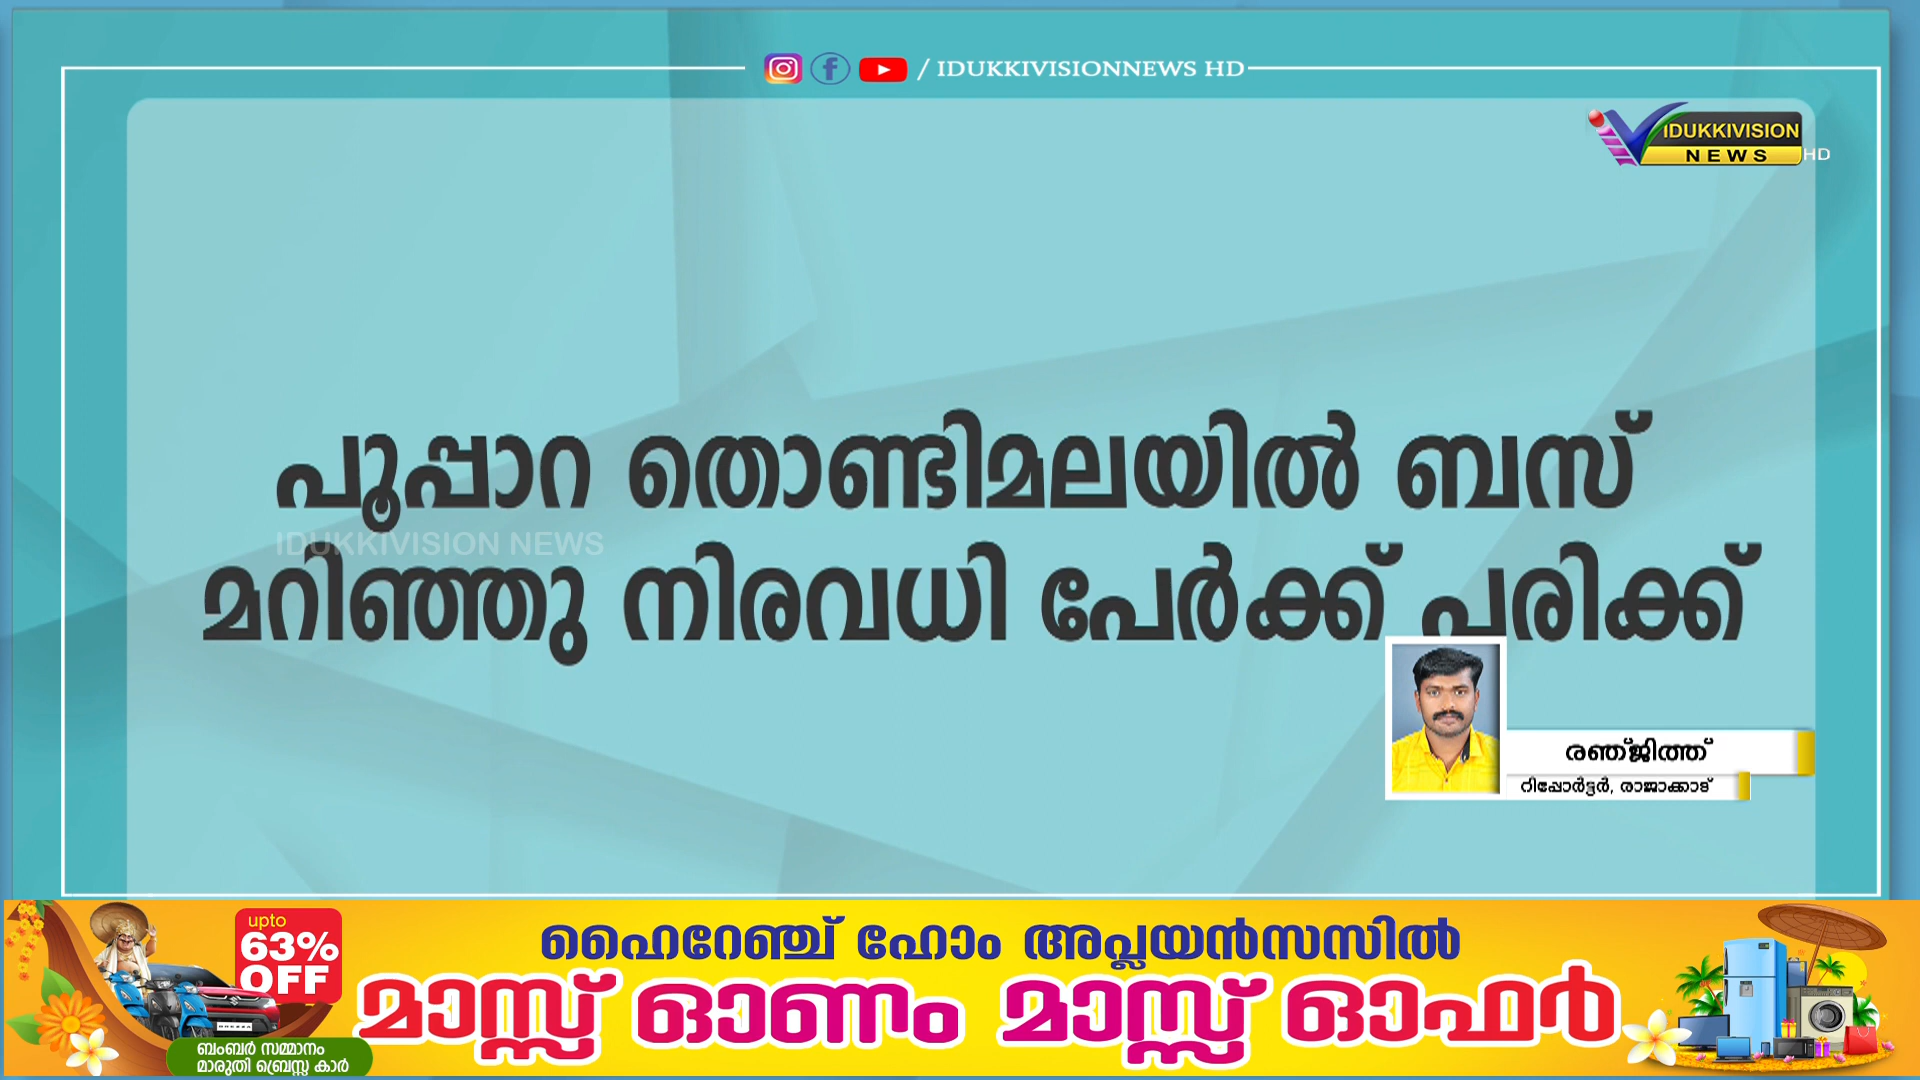 / IDUKKIVISIONNEWS HD
IDUKKIVISION
NEWS HD
പൂപ്പാറ തൊണ്ടിമലയിൽ ബസ്
IDUKKIVISION NEWS
മറിഞ്ഞു നിരവധി പേർക്ക് പരിക്ക്
രഞ്ജിത്ത്
റിപ്പോർട്ടർ, രാജാക്കാട്
upto
63%
OFF
ഹൈറേഞ്ച് ഹോം അപ്ലയൻസസിൽ
മാസ്സ് ഓണം മാസ്സ് ഓഫർ
ബംബർ സമ്മാനം
മാരുതി ബ്രെസ്സ കാർ